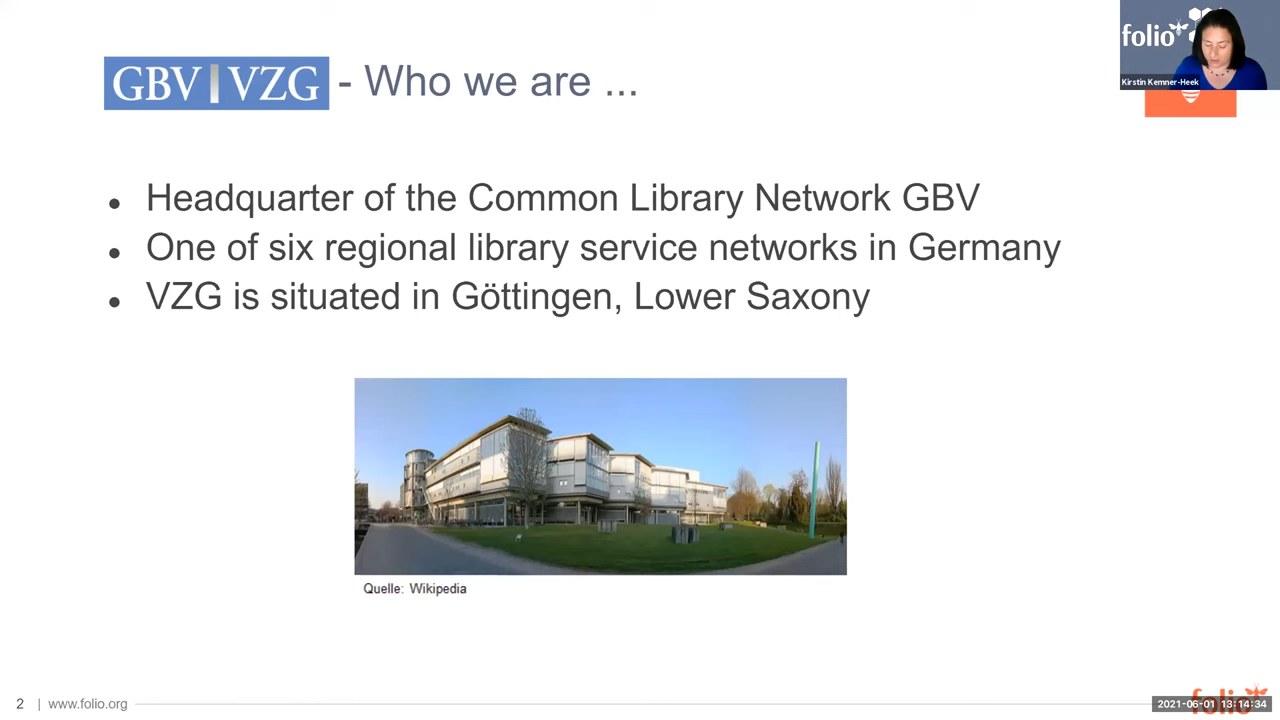 folio
Kirstin Kemner-Heek
GBV|VZG - Who we are ...
• Headquarter of the Common Library Network GBV
• One of six regional library service networks in Germany
• VZG is situated in Göttingen, Lower Saxony
Quelle: Wikipedia
2 | www.folio.org
folio
2021-06-01 13:14:34